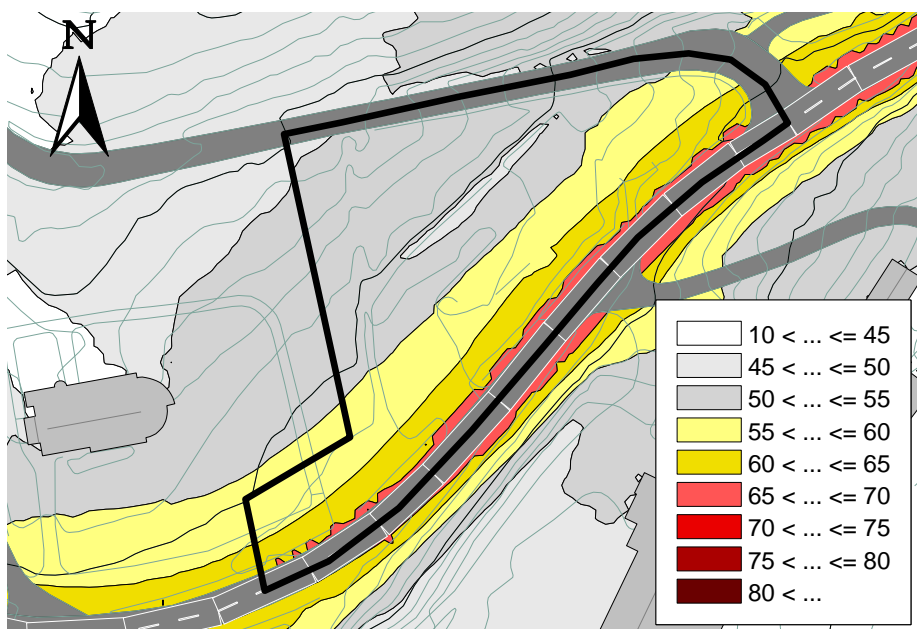 N
10 < ... <= 45
45 < ... <= 50
50 < ... <= 55
55 < ... <= 60
60 < ... <= 65
65 < ... <= 70
70 < ... <= 75
75 < ... <= 80
80 < ...